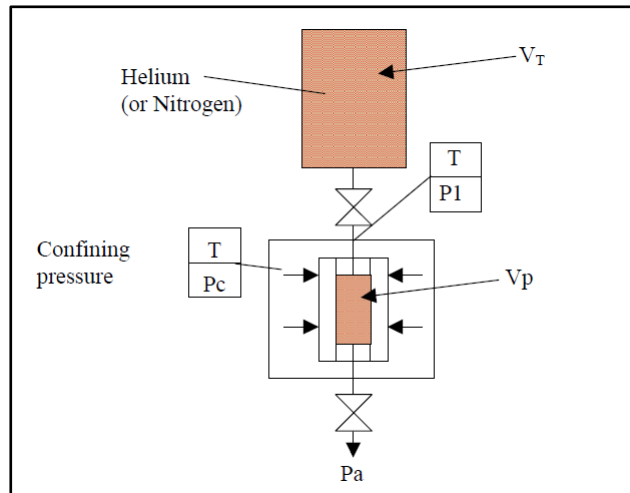 Helium
(or Nitrogen)
V_T
T
P1
Confining
pressure
T
Pc
Vp
Pa